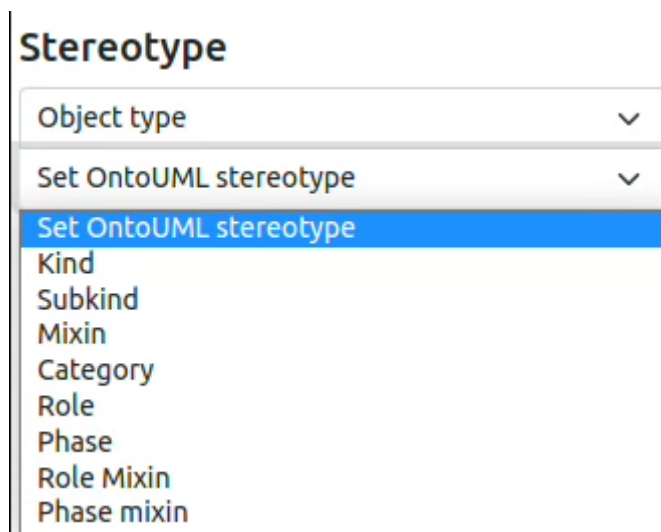 Stereotype
Object type
Set OntoUML stereotype
Set OntoUML stereotype
Kind
Subkind
Mixin
Category
Role
Phase
Role Mixin
Phase mixin